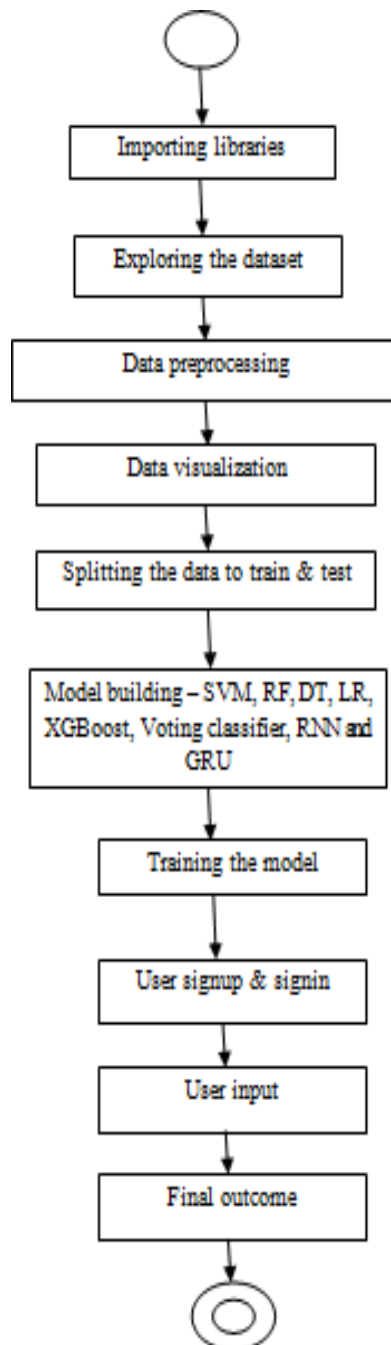 Importing libraries
Exploring the dataset
Data preprocessing
Data visualization
Splitting the data to train & test
Model building – SVM, RF, DT, LR,
XGBoost, Voting classifier, RNN and
GRU
Training the model
User signup & signin
User input
Final outcome